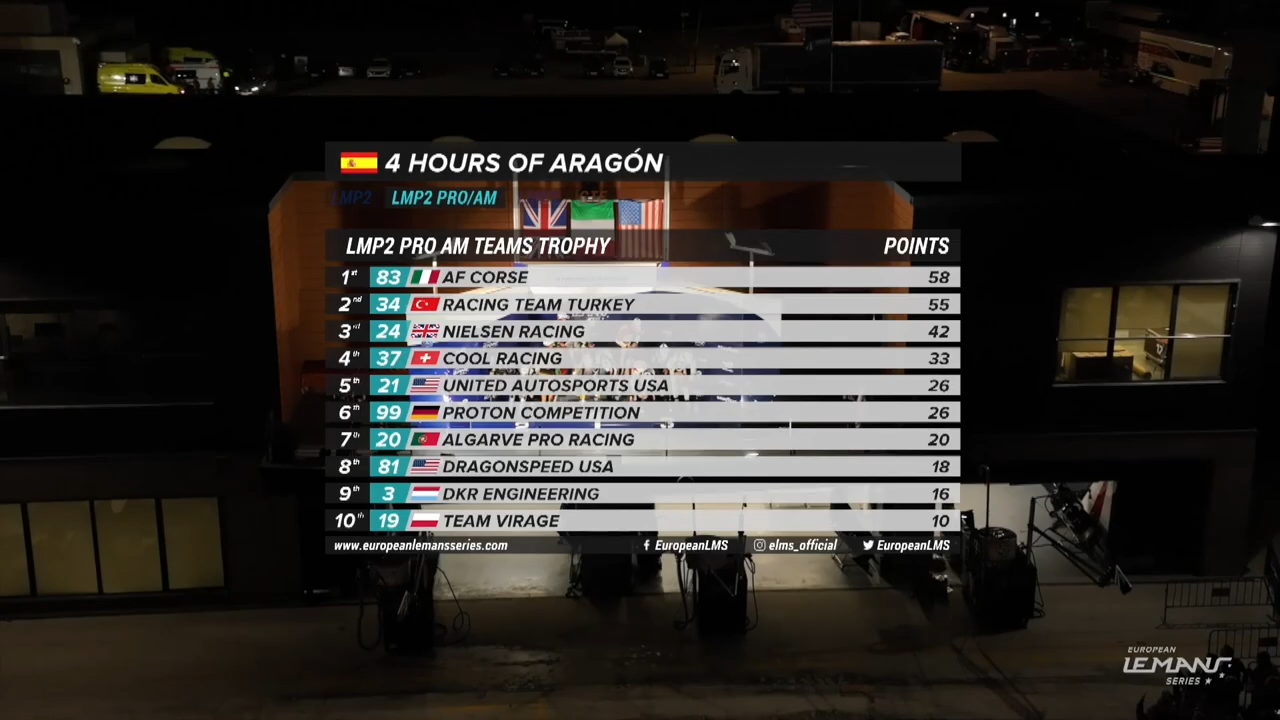 4 HOURS OF ARAGÓN
LMP2 LMP2 PRO/AM
LMP2 PRO AM TEAMS TROPHY POINTS
1st 83 AF CORSE 58
2nd 34 RACING TEAM TURKEY 55
3rd 24 NIELSEN RACING 42
4th 37 COOL RACING 33
5th 21 UNITED AUTOSPORTS USA 26
6th 99 PROTON COMPETITION 26
7th 20 ALGARVE PRO RACING 20
8th 81 DRAGONSPEED USA 18
9th 3 DKR ENGINEERING 16
10th 19 TEAM VIRAGE 10
www.europeanlemansseries.com EuropeanLMS elms_official EuropeanLMS
EUROPEAN
LEMANS
SERIES